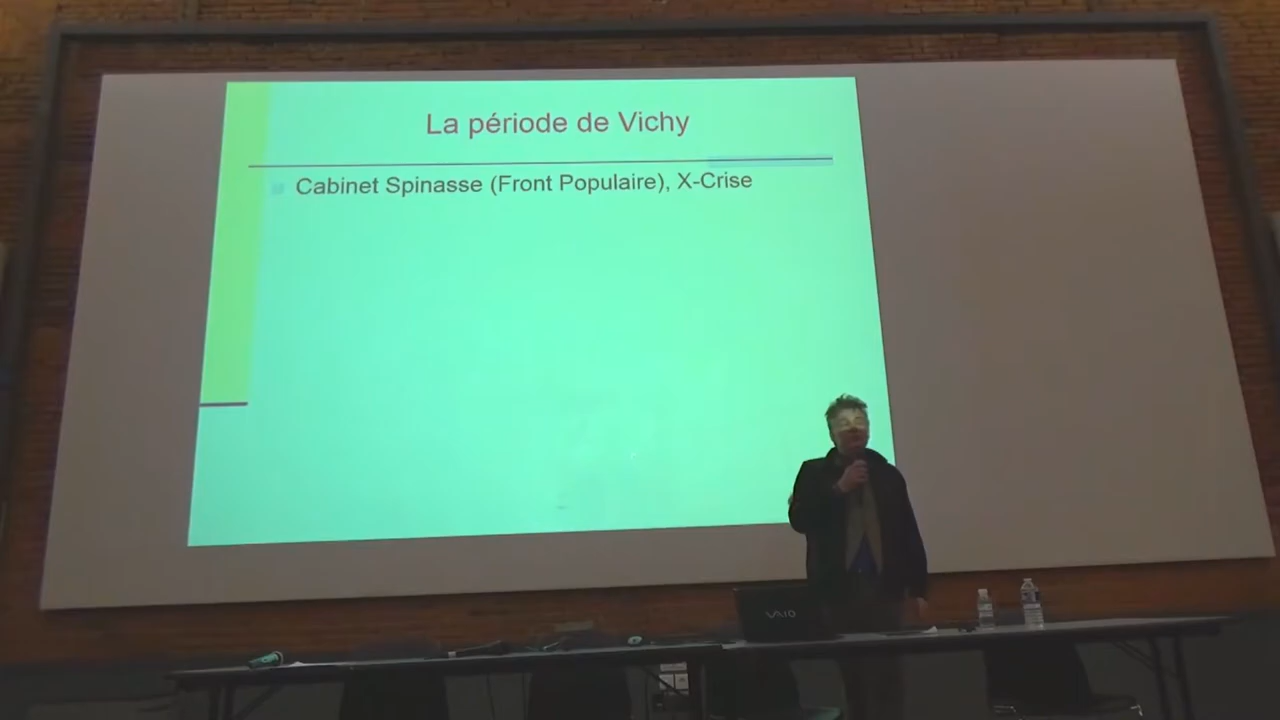 La période de Vichy
Cabinet Spinasse (Front Populaire), X-Crise
VAIO